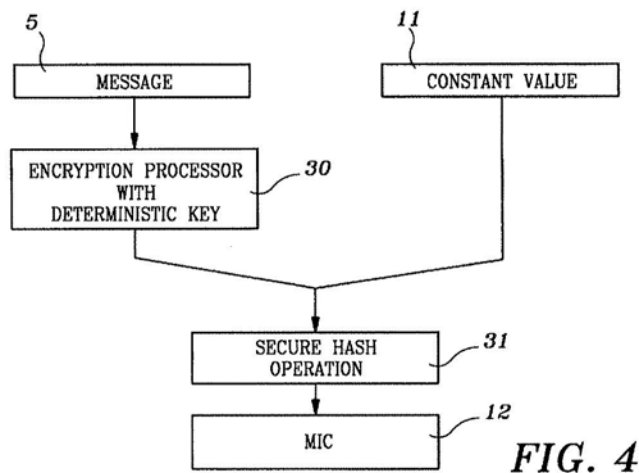 5
MESSAGE
11
CONSTANT VALUE
ENCRYPTION PROCESSOR
WITH
DETERMINISTIC KEY
30
SECURE HASH
OPERATION
31
MIC
12
FIG. 4